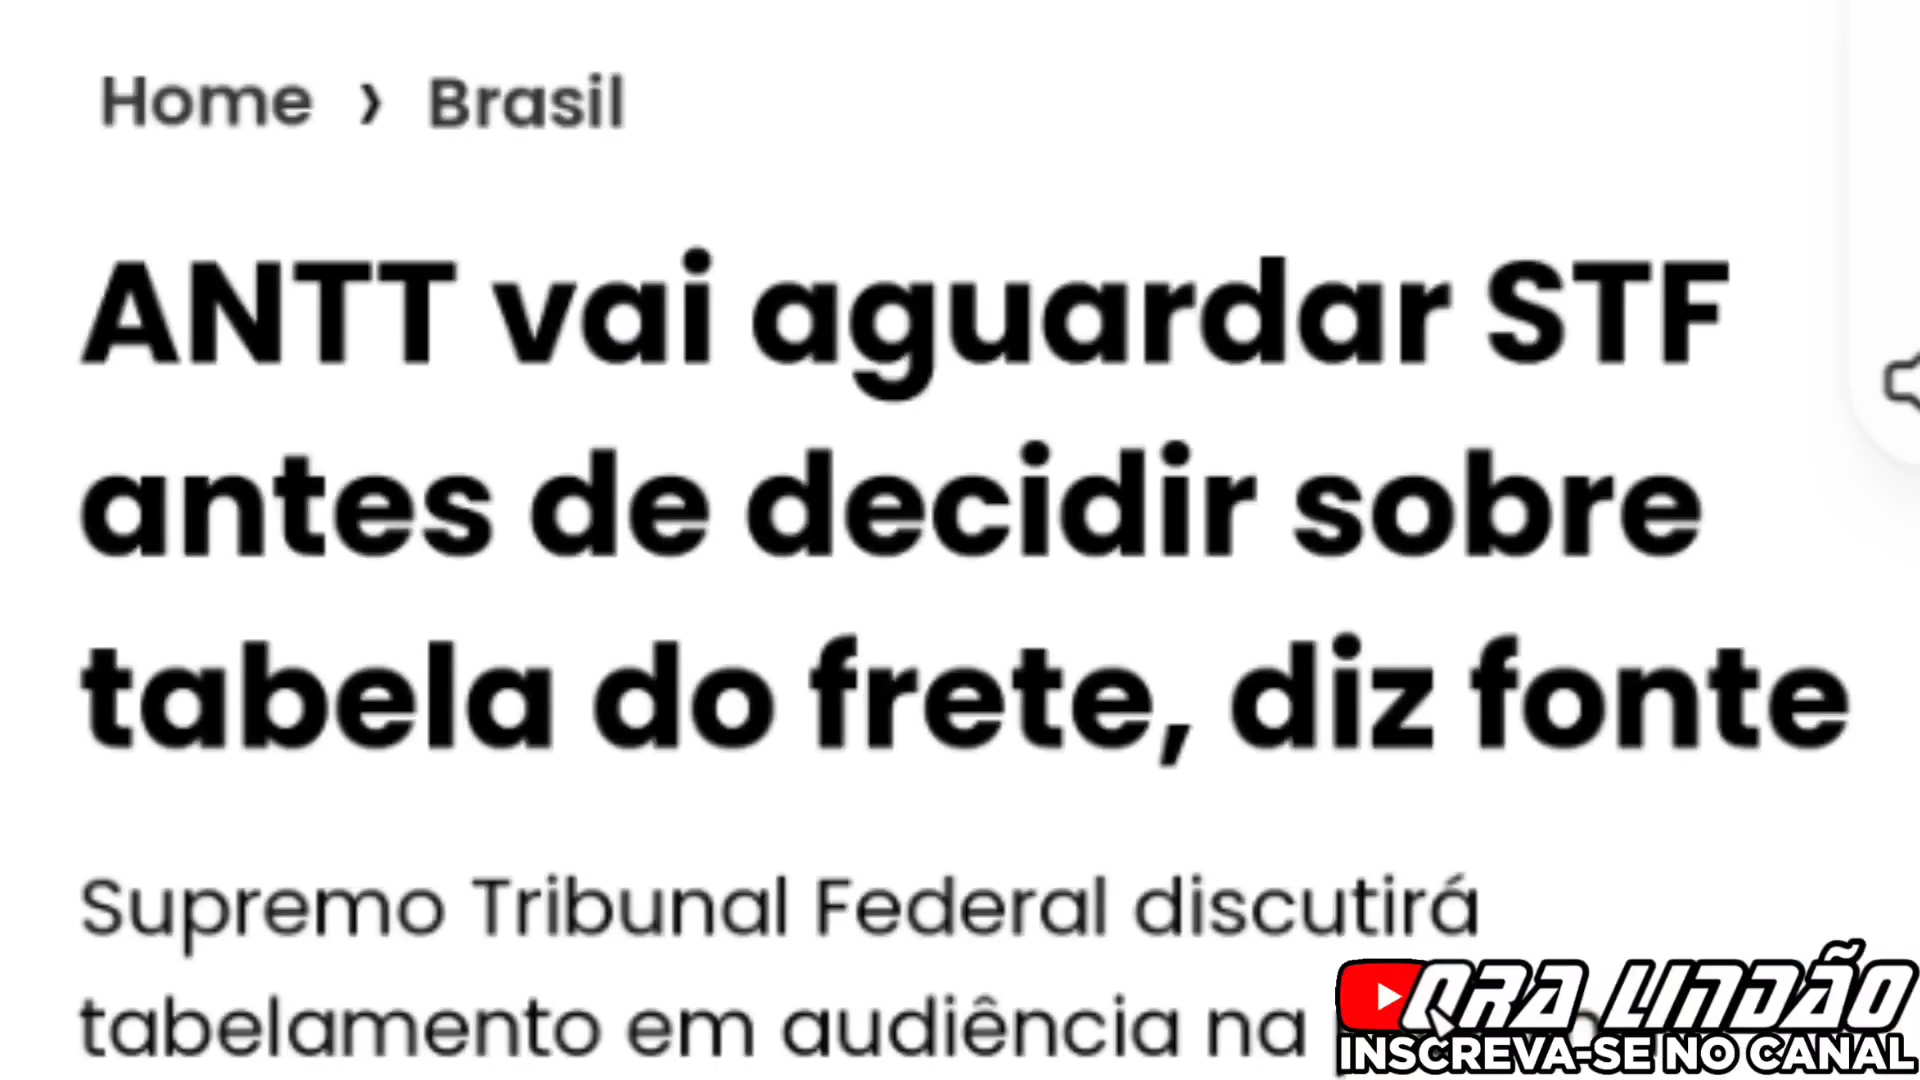 Home › Brasil
ANTT vai aguardar STF
antes de decidir sobre
tabela do frete, diz fonte
Supremo Tribunal Federal discutirá
tabelamento em audiência na
QRA LINDÃO
INSCREVA-SE NO CANAL